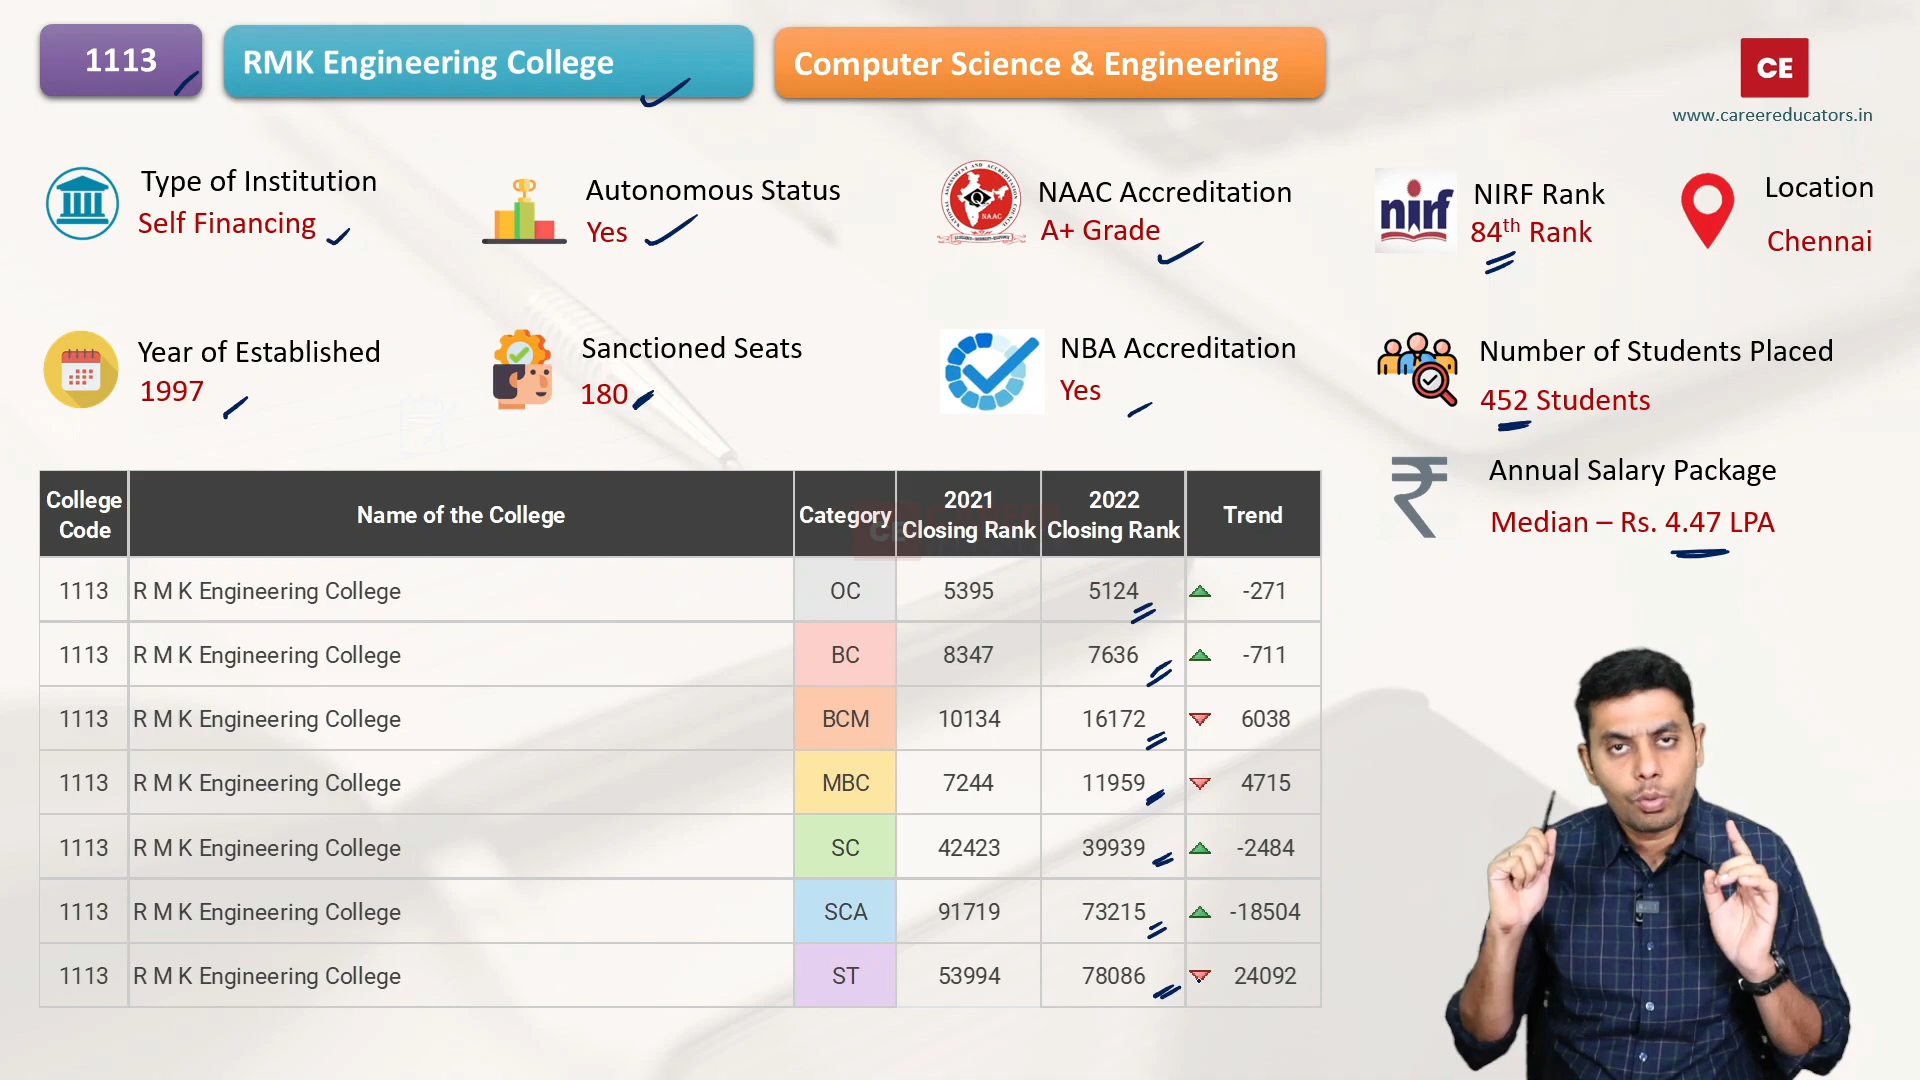 1113
RMK Engineering College
Computer Science & Engineering
CE
www.careereducators.in
Type of Institution
Self Financing
Autonomous Status
Yes
NAAC
NAAC Accreditation
A+ Grade
nirf
NIRF Rank
84th Rank
Location
Chennai
Year of Established
1997
Sanctioned Seats
180
NBA Accreditation
Yes
Number of Students Placed
452 Students
₹
Annual Salary Package
Median – Rs. 4.47 LPA
College Code Name of the College Category 2021 Closing Rank 2022 Closing Rank Trend
1113 R M K Engineering College OC 5395 5124 -271
1113 R M K Engineering College BC 8347 7636 -711
1113 R M K Engineering College BCM 10134 16172 6038
1113 R M K Engineering College MBC 7244 11959 4715
1113 R M K Engineering College SC 42423 39939 -2484
1113 R M K Engineering College SCA 91719 73215 -18504
1113 R M K Engineering College ST 53994 78086 24092